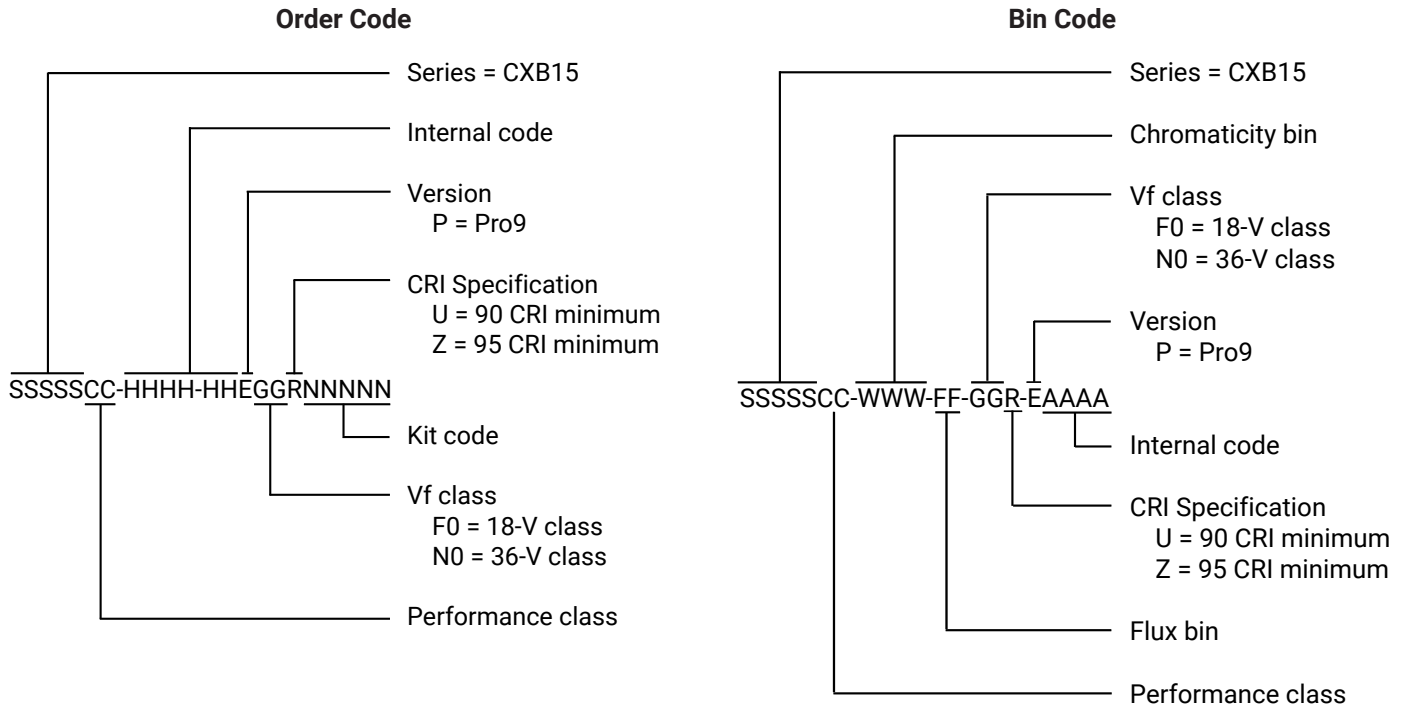 Order Code
Series = CXB15
Internal code
Version
P = Pro9
CRI Specification
U = 90 CRI minimum
Z = 95 CRI minimum
SSSSSCC-HHHH-HHEGGRNNNNN
Kit code
Vf class
F0 = 18-V class
N0 = 36-V class
Performance class
Bin Code
Series = CXB15
Chromaticity bin
Vf class
F0 = 18-V class
N0 = 36-V class
Version
P = Pro9
SSSSSCC-WWW-FF-GGR-EAAAA
Internal code
CRI Specification
U = 90 CRI minimum
Z = 95 CRI minimum
Flux bin
Performance class